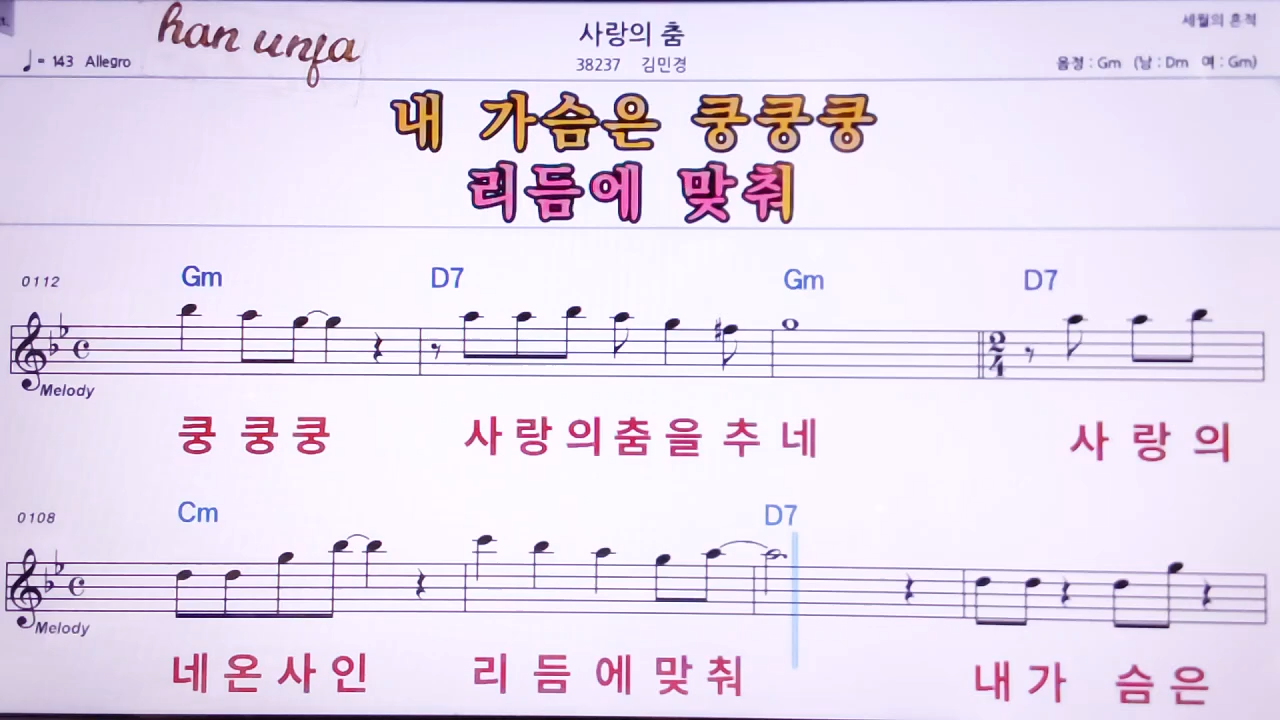 han unja
사랑의 춤
세월의 흔적
♩= 143 Allegro
38237 김민경
음정 : Gm (남 : Dm 여 : Gm)
내 가슴은 쿵쿵쿵
리듬에 맞춰
0112
Gm D7 Gm D7
2/4
Melody
쿵 쿵 쿵 사 랑 의 춤 을 추 네 사 랑 의
0108
Cm D7
Melody
네 온 사 인 리 듬 에 맞 춰 내 가 슴 은